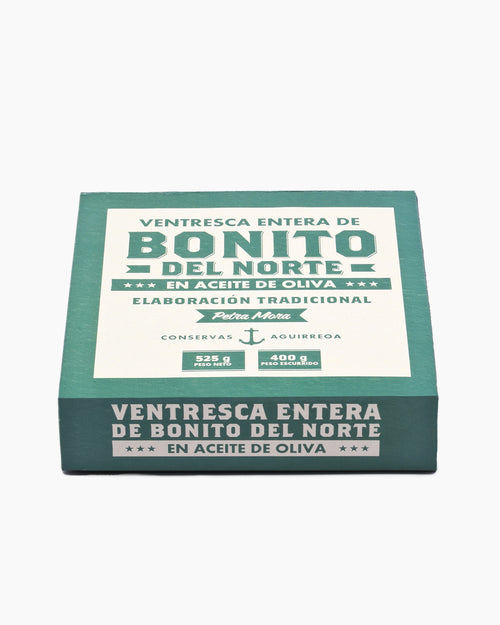 VENTRESCA ENTERA DE
BONITO
DEL NORTE
★★★ EN ACEITE DE OLIVA ★★★
ELABORACIÓN TRADICIONAL
Petra Mora
CONSERVAS AGUIRREOA
525 g 400 g
PESO NETO PESO ESCURRIDO
VENTRESCA ENTERA
DE BONITO DEL NORTE
★★★ EN ACEITE DE OLIVA ★★★